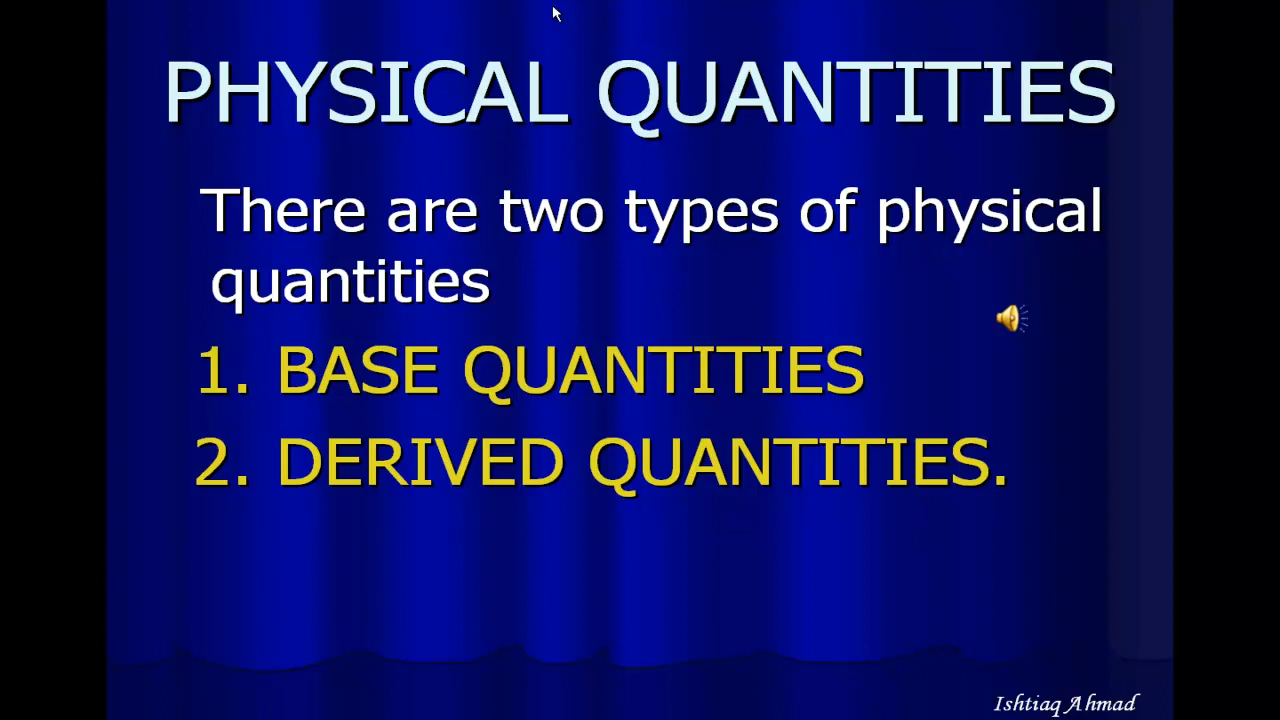 PHYSICAL QUANTITIES
There are two types of physical
quantities
1. BASE QUANTITIES
2. DERIVED QUANTITIES.
Ishtiaq Ahmad